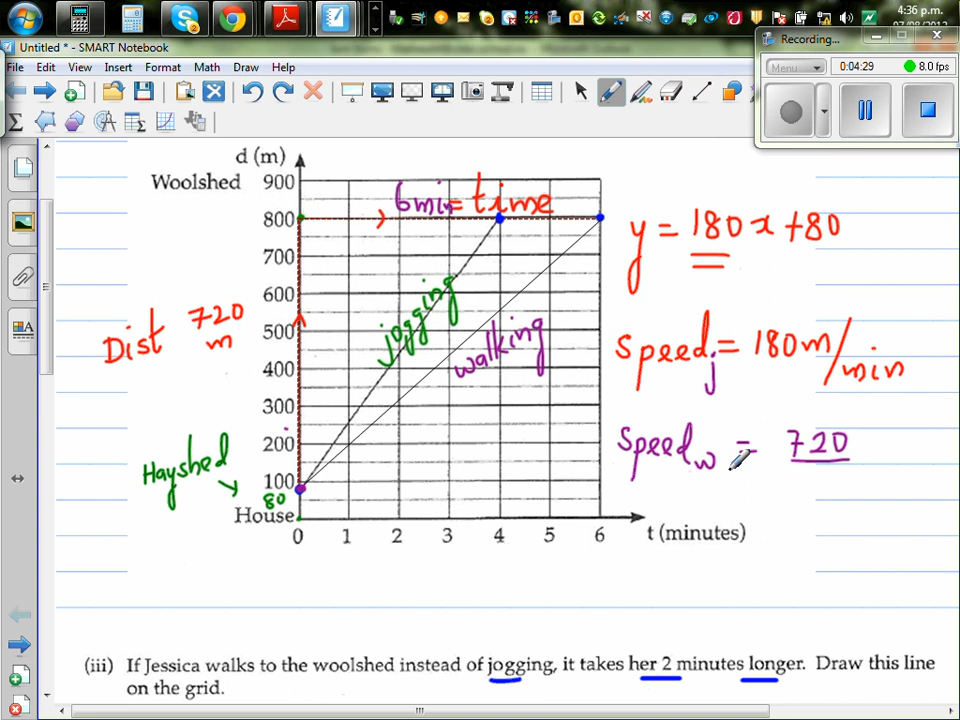 4:36 p.m.
Untitled * - SMART Notebook
File Edit View Insert Format Math Draw Help
Recording...
Menu
0:04:29
8.0 fps
d (m)
Woolshed 900
800
700
600
500
400
300
200
100
80
House
0 1 2 3 4 5 6 t (minutes)
6min = time
jogging
walking
Dist 720 m
Hayshed
y = 180x + 80
Speed j = 180m/min
Speed w = 720
(iii) If Jessica walks to the woolshed instead of jogging, it takes her 2 minutes longer. Draw this line
on the grid.